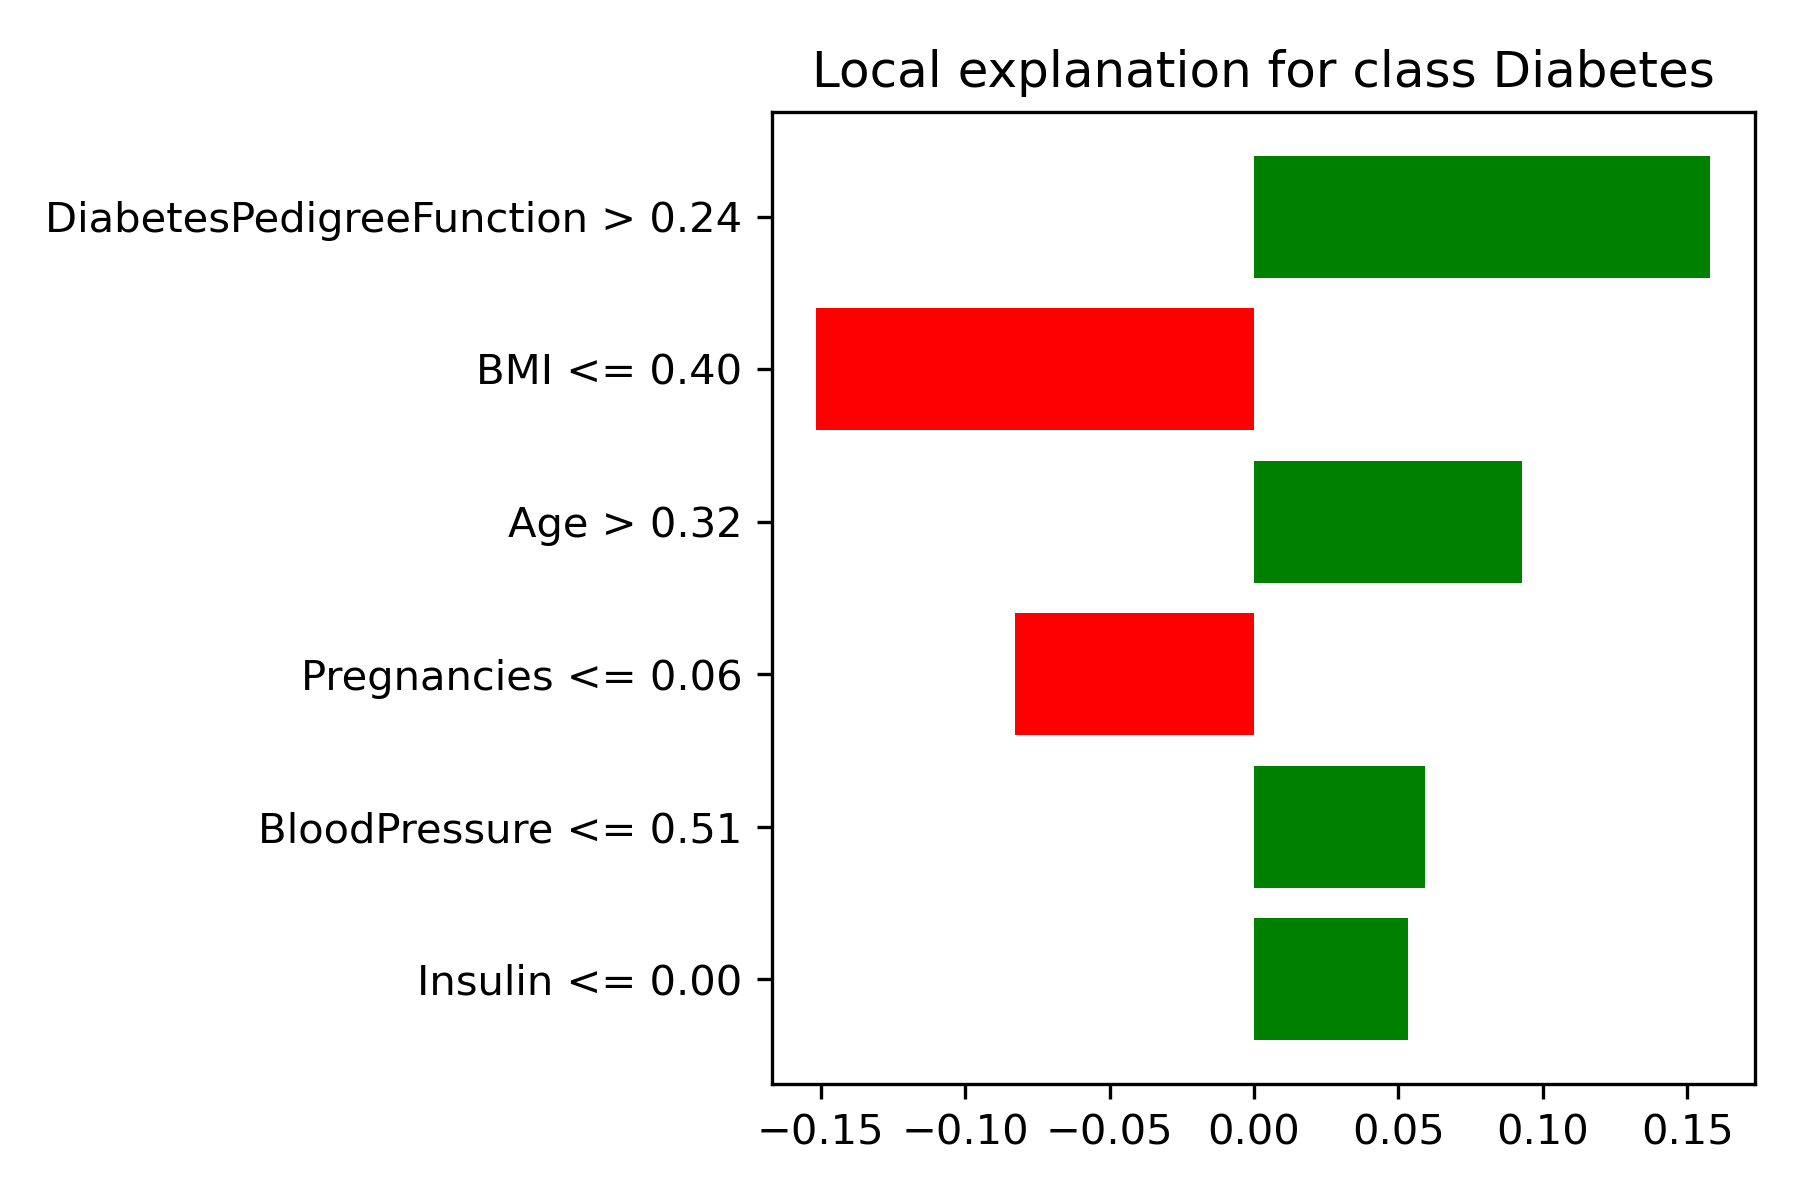 Local explanation for class Diabetes
DiabetesPedigreeFunction > 0.24
BMI <= 0.40
Age > 0.32
Pregnancies <= 0.06
BloodPressure <= 0.51
Insulin <= 0.00
−0.15 −0.10 −0.05 0.00 0.05 0.10 0.15